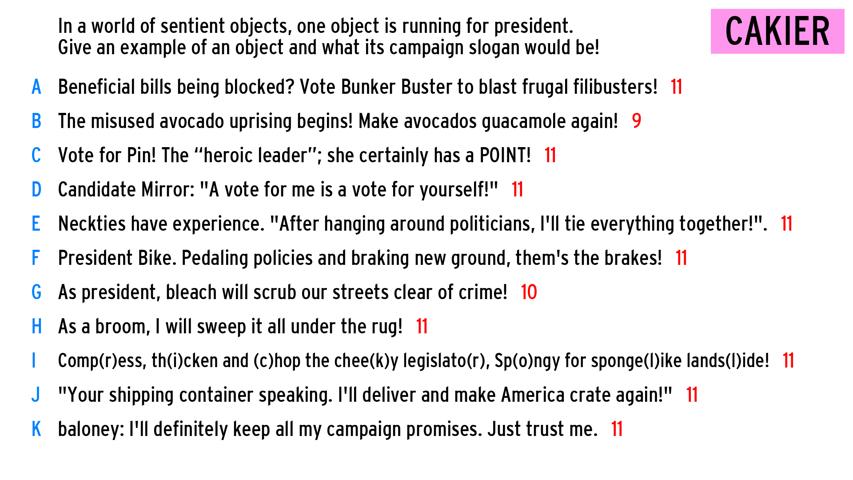 In a world of sentient objects, one object is running for president.
Give an example of an object and what its campaign slogan would be!
CAKIER
A Beneficial bills being blocked? Vote Bunker Buster to blast frugal filibusters! 11
B The misused avocado uprising begins! Make avocados guacamole again! 9
C Vote for Pin! The “heroic leader”; she certainly has a POINT! 11
D Candidate Mirror: "A vote for me is a vote for yourself!" 11
E Neckties have experience. "After hanging around politicians, I'll tie everything together!". 11
F President Bike. Pedaling policies and braking new ground, them's the brakes! 11
G As president, bleach will scrub our streets clear of crime! 10
H As a broom, I will sweep it all under the rug! 11
I Comp(r)ess, th(i)cken and (c)hop the chee(k)y legislato(r), Sp(o)ngy for sponge(l)ike lands(l)ide! 11
J "Your shipping container speaking. I'll deliver and make America crate again!" 11
K baloney: I'll definitely keep all my campaign promises. Just trust me. 11